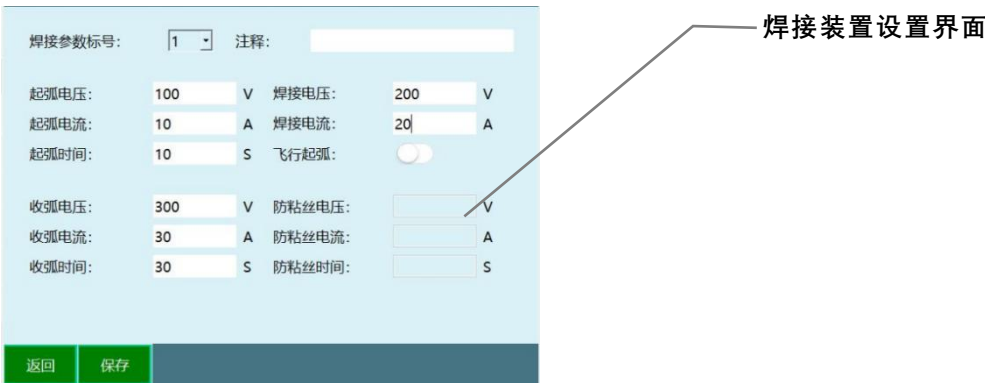 焊接装置设置界面
焊接参数标号： 1 注释：
起弧电压： 100 V 焊接电压： 200 V
起弧电流： 10 A 焊接电流： 20 A
起弧时间： 10 S 飞行起弧：
收弧电压： 300 V 防粘丝电压： V
收弧电流： 30 A 防粘丝电流： A
收弧时间： 30 S 防粘丝时间： S
返回 保存